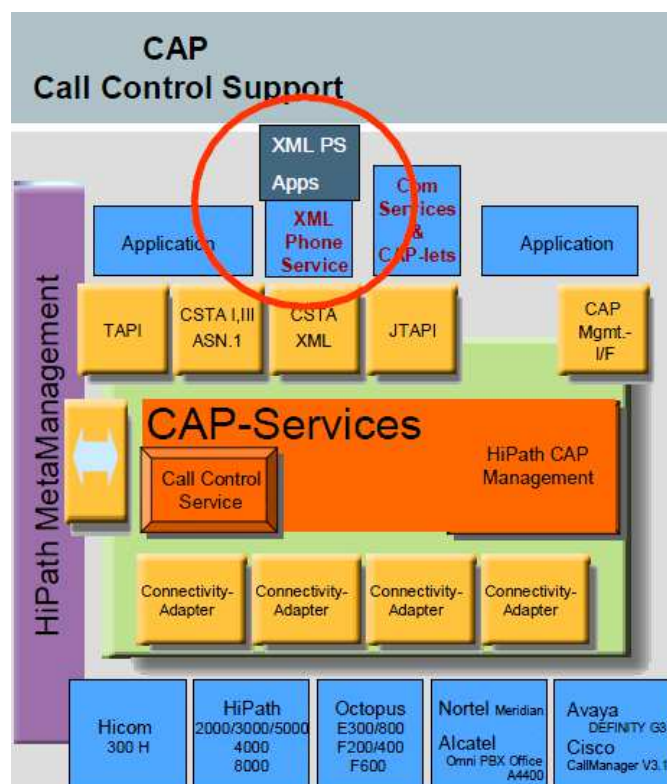 CAP
Call Control Support
XML PS
Apps
XML
Phone
Service
Com
Services
&
CAP-lets
Application
Application
HiPath MetaManagement
TAPI
CSTA I,III
ASN.1
CSTA
XML
JTAPI
CAP
Mgmt.-
I/F
CAP-Services
Call Control
Service
HiPath CAP
Management
Connectivity-
Adapter
Connectivity-
Adapter
Connectivity-
Adapter
Connectivity-
Adapter
Hicom
300 H
HiPath
2000/3000/5000
4000
8000
Octopus
E300/800
F200/400
F600
Nortel Meridian
Alcatel
Omni PBX Office
A4400
Avaya
DEFINITY G3
Cisco
CallManager V3.1